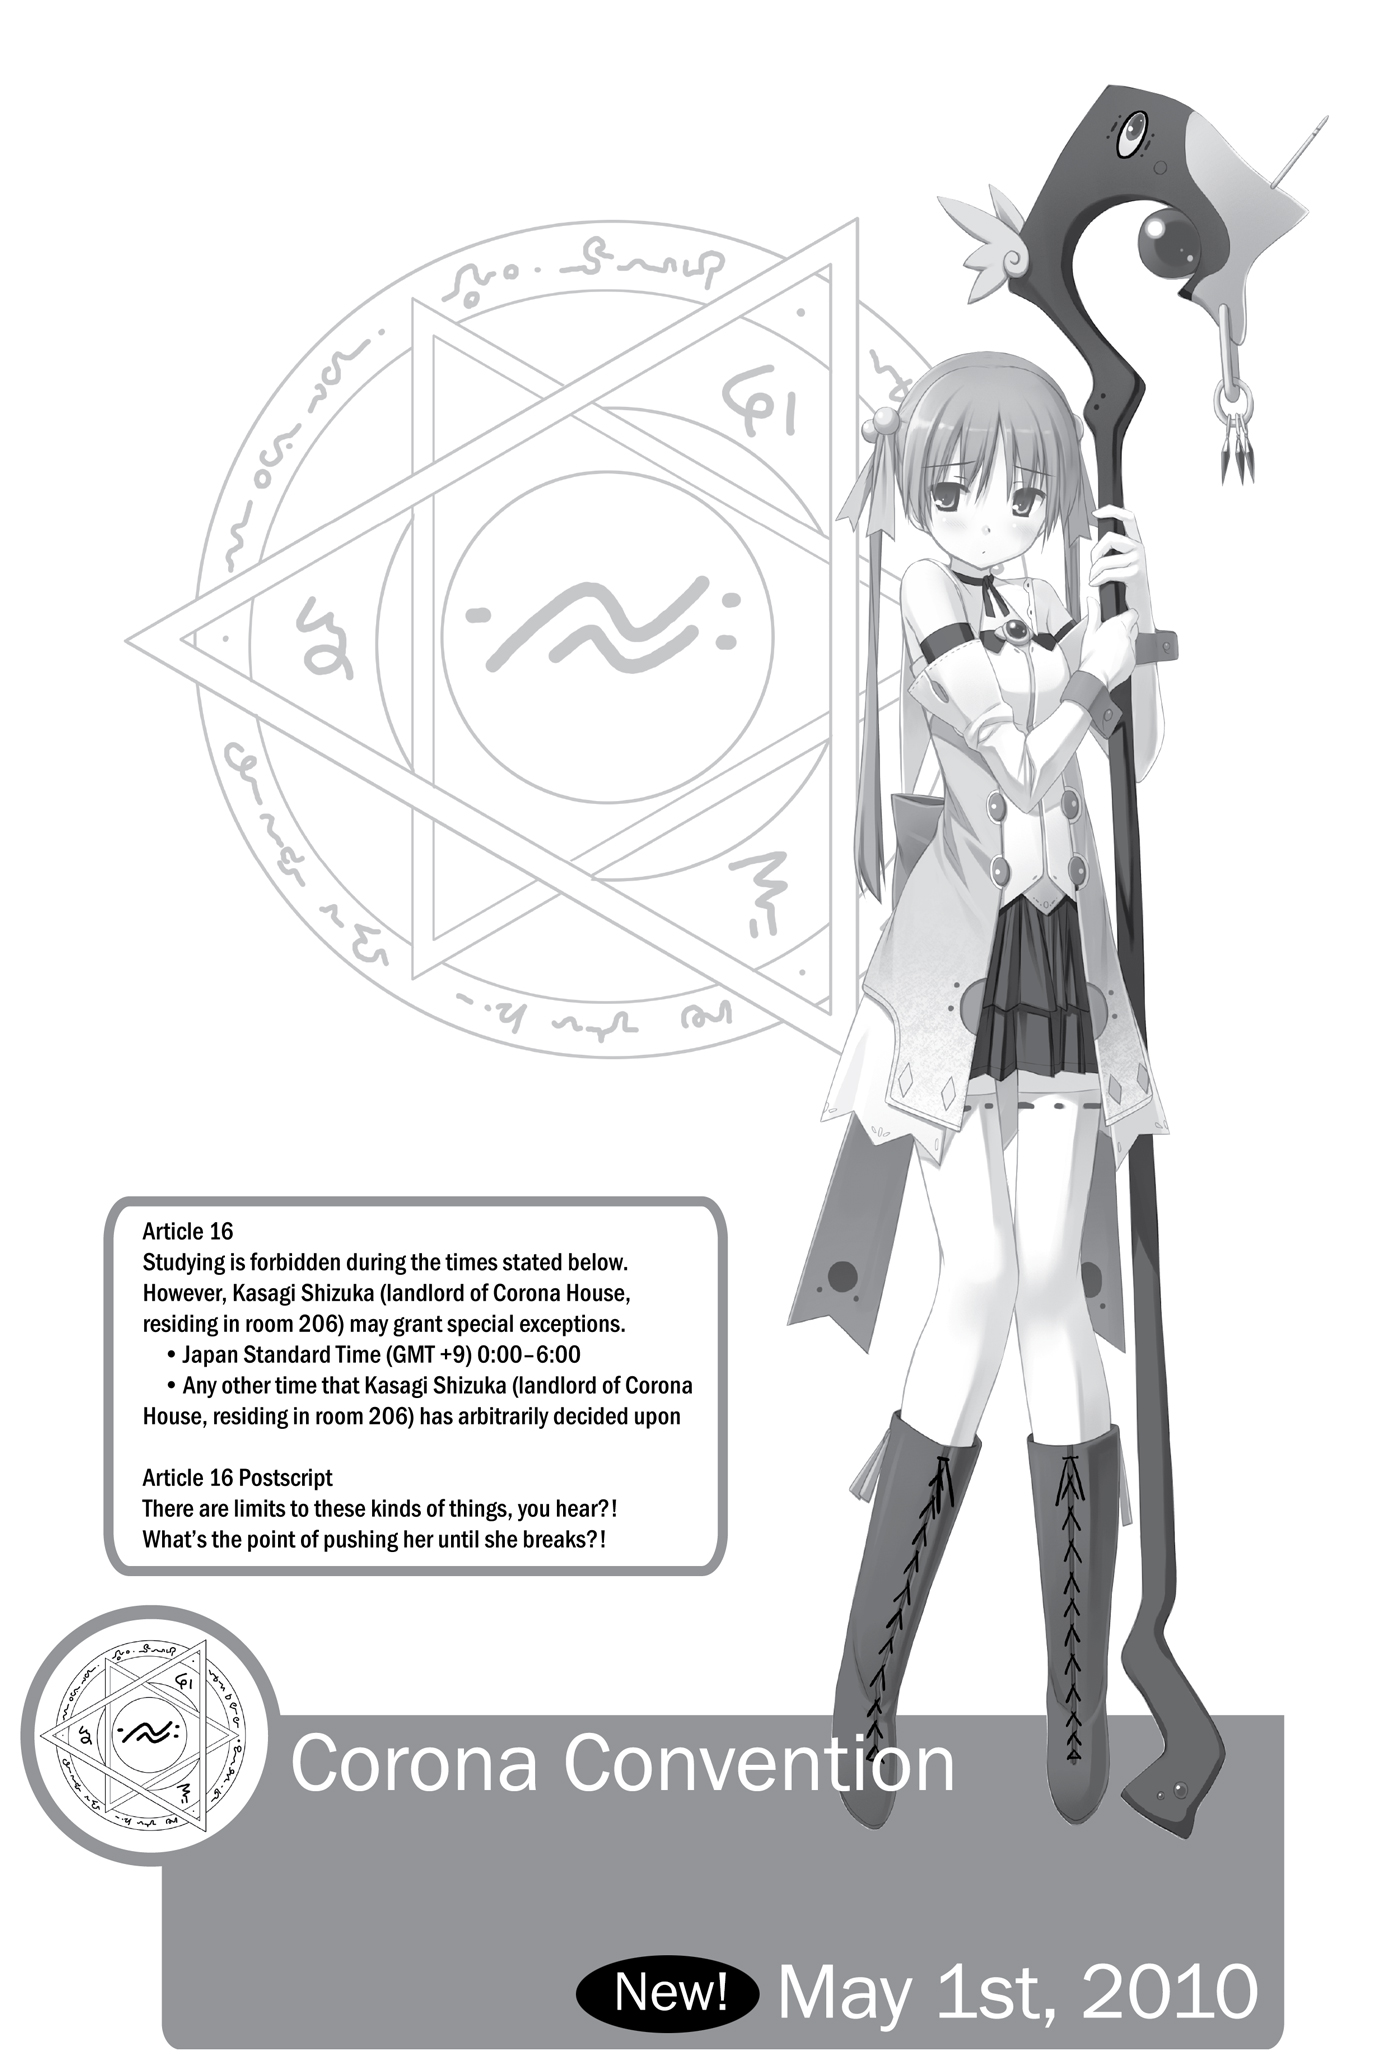 Article 16
Studying is forbidden during the times stated below.
However, Kasagi Shizuka (landlord of Corona House,
residing in room 206) may grant special exceptions.
• Japan Standard Time (GMT +9) 0:00–6:00
• Any other time that Kasagi Shizuka (landlord of Corona
House, residing in room 206) has arbitrarily decided upon
Article 16 Postscript
There are limits to these kinds of things, you hear?!
What's the point of pushing her until she breaks?!
Corona Convention
New! May 1st, 2010